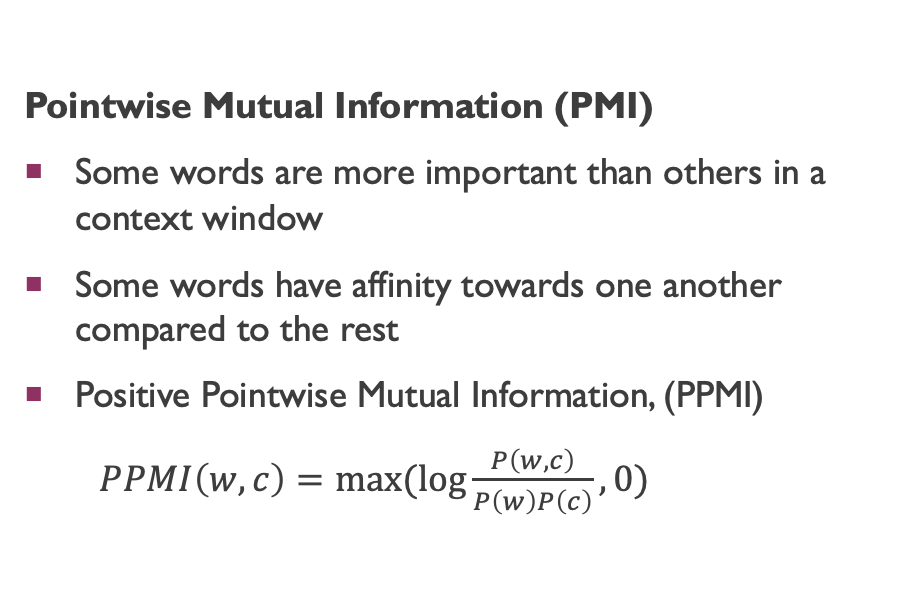 Pointwise Mutual Information (PMI)
▪ Some words are more important than others in a
context window
▪ Some words have affinity towards one another
compared to the rest
▪ Positive Pointwise Mutual Information, (PPMI)
PPMI(w, c) = max(log P(w,c) / P(w)P(c) , 0)